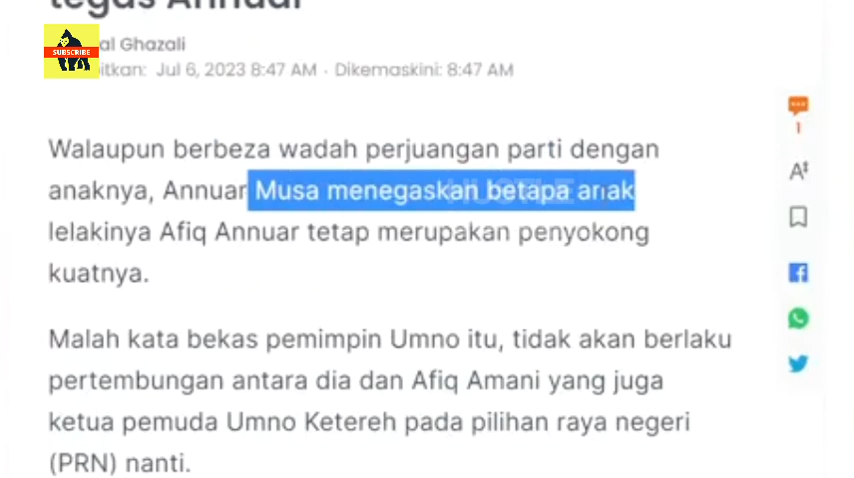 tegas Annuar
SUBSCRIBE
al Ghazali
itkan: Jul 6, 2023 8:47 AM · Dikemaskini: 8:47 AM
Walaupun berbeza wadah perjuangan parti dengan
anaknya, Annuar Musa menegaskan betapa anak
lelakinya Afiq Annuar tetap merupakan penyokong
kuatnya.
Malah kata bekas pemimpin Umno itu, tidak akan berlaku
pertembungan antara dia dan Afiq Amani yang juga
ketua pemuda Umno Ketereh pada pilihan raya negeri
(PRN) nanti.
1
A
HUSTLE